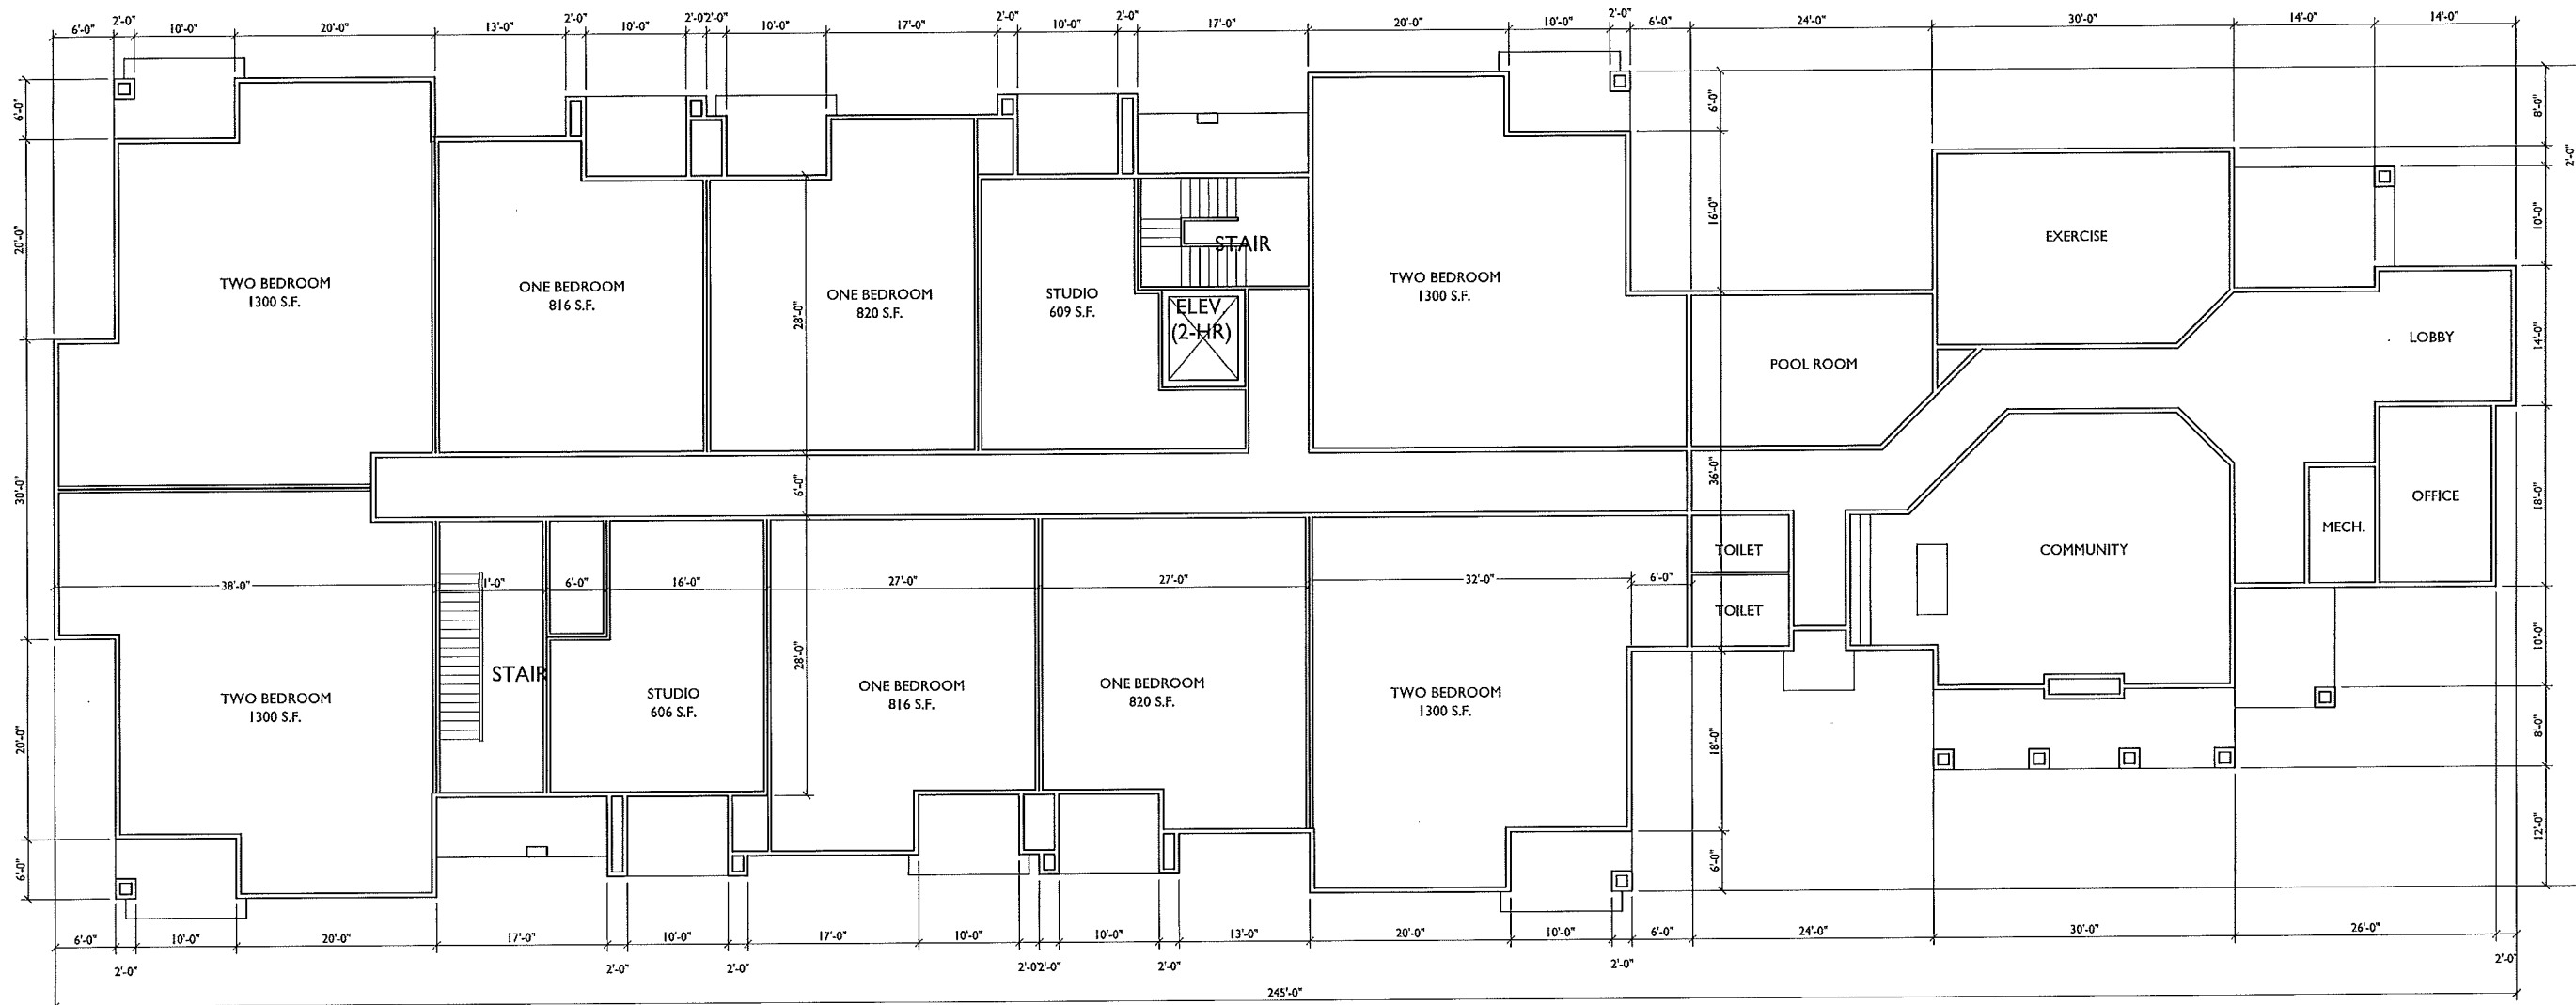 6'-0"
2'-0"
10'-0"
20'-0"
13'-0"
2'-0"
10'-0"
2'-0"
2'-0"
10'-0"
17'-0"
2'-0"
10'-0"
2'-0"
17'-0"
20'-0"
10'-0"
2'-0"
6'-0"
24'-0"
30'-0"
14'-0"
14'-0"
6'-0"
20'-0"
30'-0"
20'-0"
6'-0"
TWO BEDROOM
1300 S.F.
ONE BEDROOM
816 S.F.
ONE BEDROOM
820 S.F.
28'-0"
STUDIO
609 S.F.
STAIR
ELEV.
(2-HR)
TWO BEDROOM
1300 S.F.
6'-0"
16'-0"
POOL ROOM
EXERCISE
LOBBY
8'-0"
2'-0"
10'-0"
14'-0"
6'-0"
36'-0"
18'-0"
OFFICE
MECH.
COMMUNITY
TOILET
TOILET
38'-0"
1'-0"
6'-0"
16'-0"
27'-0"
27'-0"
32'-0"
6'-0"
STAIR
28'-0"
TWO BEDROOM
1300 S.F.
STUDIO
606 S.F.
ONE BEDROOM
816 S.F.
ONE BEDROOM
820 S.F.
TWO BEDROOM
1300 S.F.
18'-0"
6'-0"
10'-0"
8'-0"
12'-0"
6'-0"
2'-0"
10'-0"
20'-0"
17'-0"
2'-0"
10'-0"
2'-0"
17'-0"
10'-0"
2'-0"
2'-0"
10'-0"
2'-0"
13'-0"
20'-0"
10'-0"
2'-0"
6'-0"
24'-0"
30'-0"
26'-0"
2'-0"
245'-0"